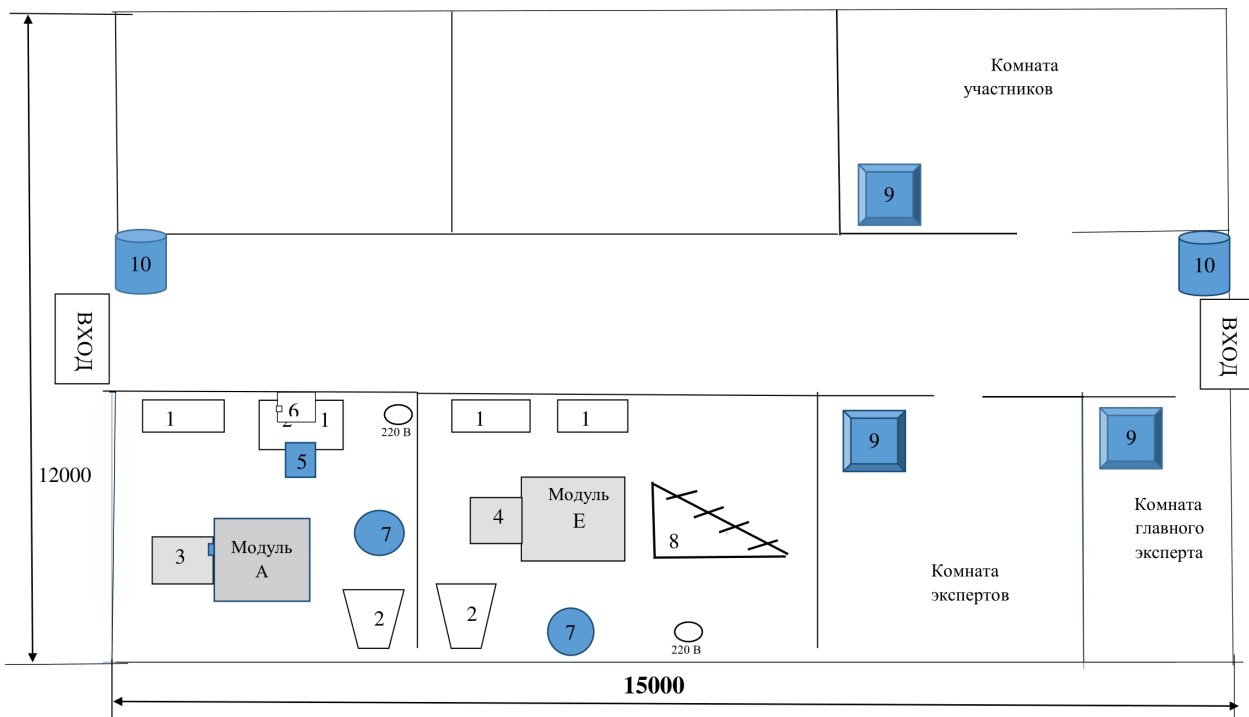 Комната
участников
9
10
10
ВХОД
ВХОД
1
6
2
1
220 В
5
1
1
9
9
12000
3
Модуль
А
7
2
4
Модуль
Е
8
2
7
220 В
Комната
экспертов
Комната
главного
эксперта
15000